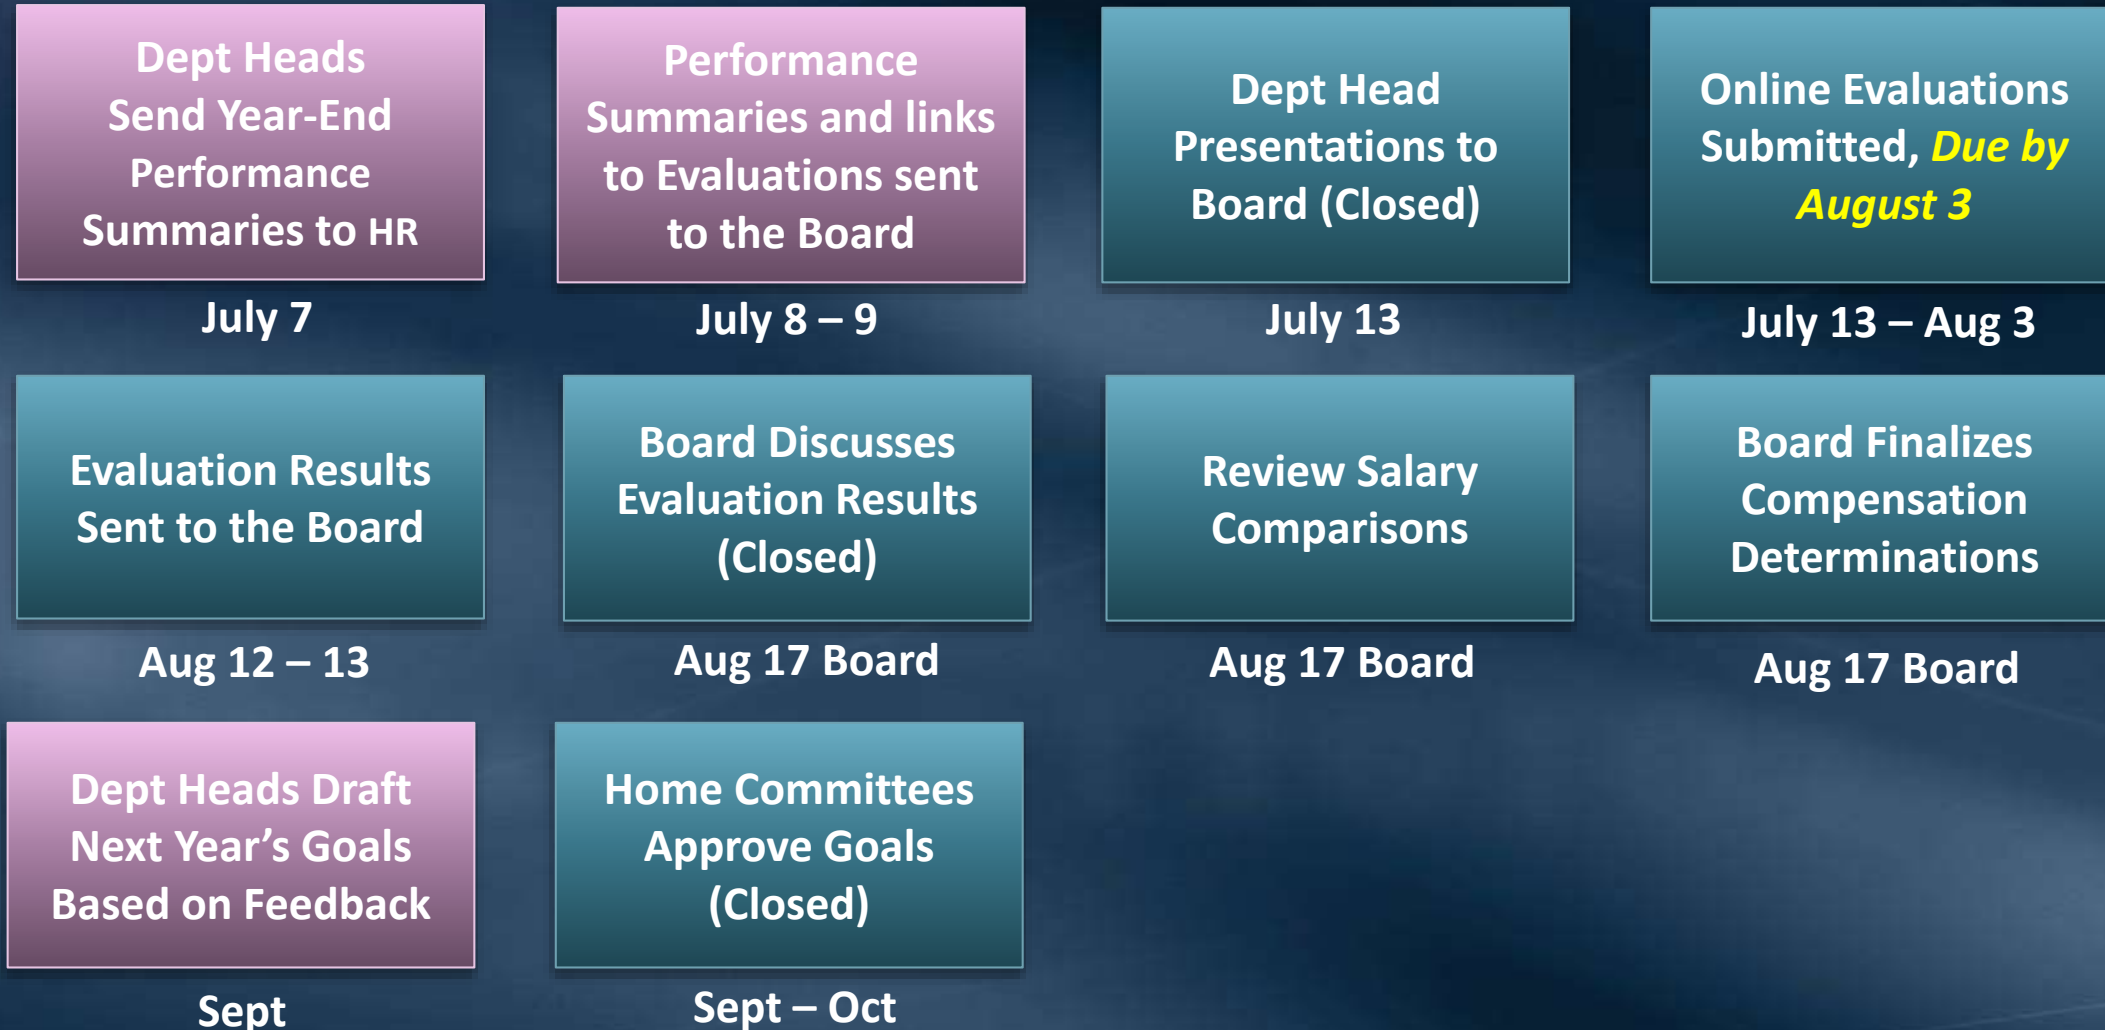 Dept Heads
Send Year-End
Performance
Summaries to HR
July 7
Performance
Summaries and links
to Evaluations sent
to the Board
July 8 – 9
Dept Head
Presentations to
Board (Closed)
July 13
Online Evaluations
Submitted, Due by
August 3
July 13 – Aug 3
Evaluation Results
Sent to the Board
Aug 12 – 13
Board Discusses
Evaluation Results
(Closed)
Aug 17 Board
Review Salary
Comparisons
Aug 17 Board
Board Finalizes
Compensation
Determinations
Aug 17 Board
Dept Heads Draft
Next Year’s Goals
Based on Feedback
Sept
Home Committees
Approve Goals
(Closed)
Sept – Oct